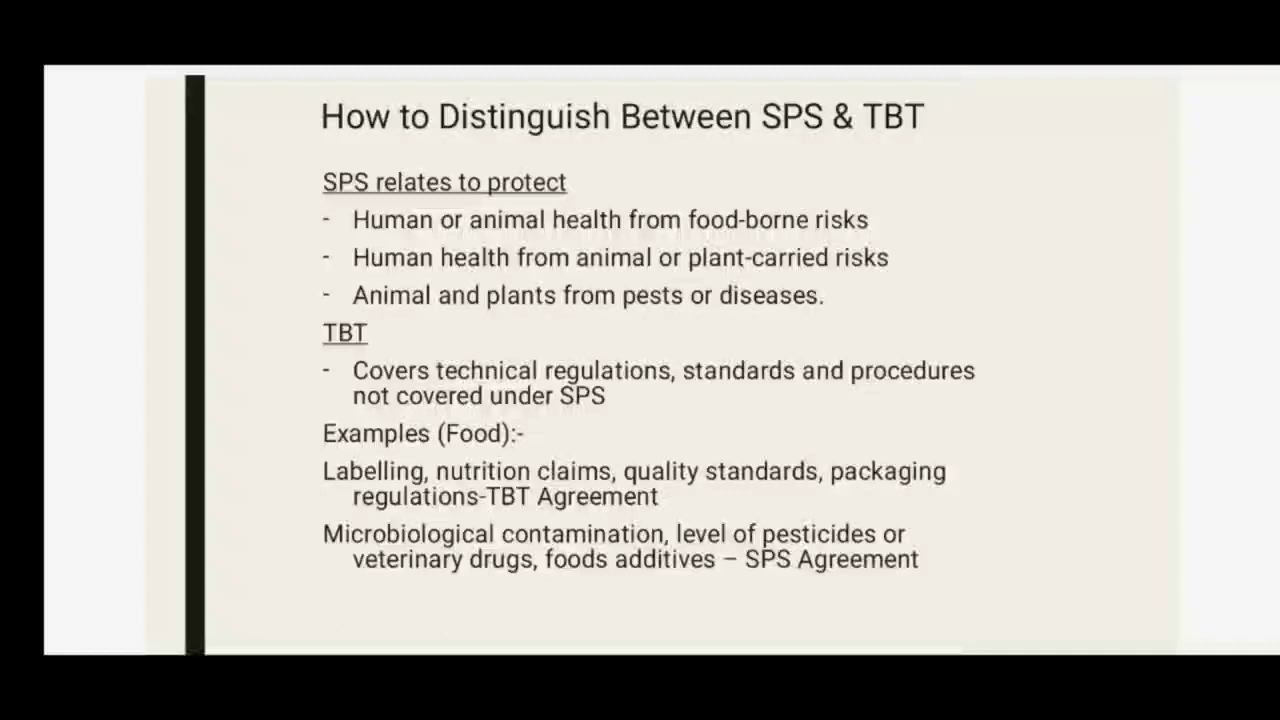 How to Distinguish Between SPS & TBT
SPS relates to protect
- Human or animal health from food-borne risks
- Human health from animal or plant-carried risks
- Animal and plants from pests or diseases.
TBT
- Covers technical regulations, standards and procedures
not covered under SPS
Examples (Food):-
Labelling, nutrition claims, quality standards, packaging
regulations-TBT Agreement
Microbiological contamination, level of pesticides or
veterinary drugs, foods additives – SPS Agreement